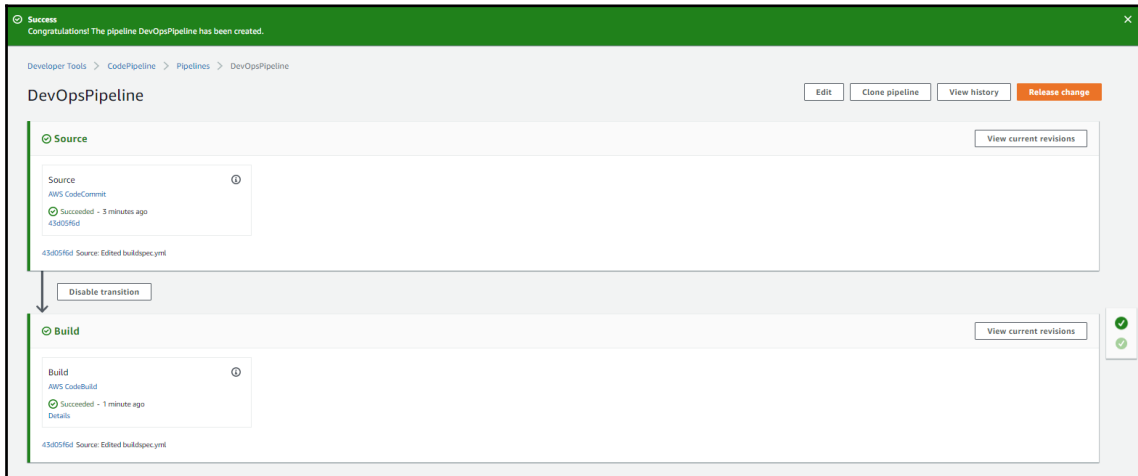 Success
Congratulations! The pipeline DevOpsPipeline has been created.
Developer Tools > CodePipeline > Pipelines > DevOpsPipeline
DevOpsPipeline
Edit
Clone pipeline
View history
Release change
Source
View current revisions
Source
AWS CodeCommit
Succeeded - 3 minutes ago
43d05f6d
43d05f6d Source: Edited buildspec.yml
Disable transition
Build
View current revisions
Build
AWS CodeBuild
Succeeded - 1 minute ago
Details
43d05f6d Source: Edited buildspec.yml